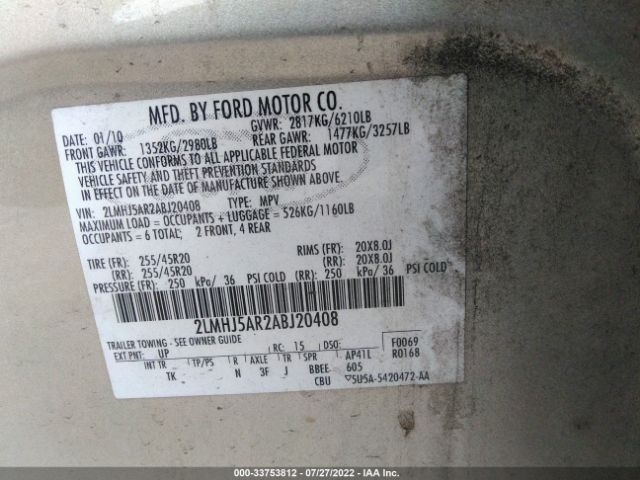 MFD. BY FORD MOTOR CO.
DATE: 01/10 GVWR: 2817KG/6210LB
FRONT GAWR: 1352KG/2980LB REAR GAWR: 1477KG/3257LB
THIS VEHICLE CONFORMS TO ALL APPLICABLE FEDERAL MOTOR
VEHICLE SAFETY AND THEFT PREVENTION STANDARDS
IN EFFECT ON THE DATE OF MANUFACTURE SHOWN ABOVE.
VIN: 2LMHJ5AR2ABJ20408 TYPE: MPV
MAXIMUM LOAD = OCCUPANTS + LUGGAGE = 526KG/1160LB
OCCUPANTS = 6 TOTAL; 2 FRONT, 4 REAR
TIRE (FR): 255/45R20 RIMS (FR): 20X8.0J
(RR): 255/45R20 (RR): 20X8.0J
PRESSURE (FR): 250 kPa/ 36 PSI COLD (RR): 250 kPa/ 36 PSI COLD
2LMHJ5AR2ABJ20408
TRAILER TOWING - SEE OWNER GUIDE
EXT PNT: UP RC: 15 DSO: F0069
INT TR TP/PS R AXLE TR SPR AP41L R0168
TK N 3F J BBEE 605
CBU ▽5U5A-5420472-AA
000-33753812 - 07/27/2022 - IAA Inc.